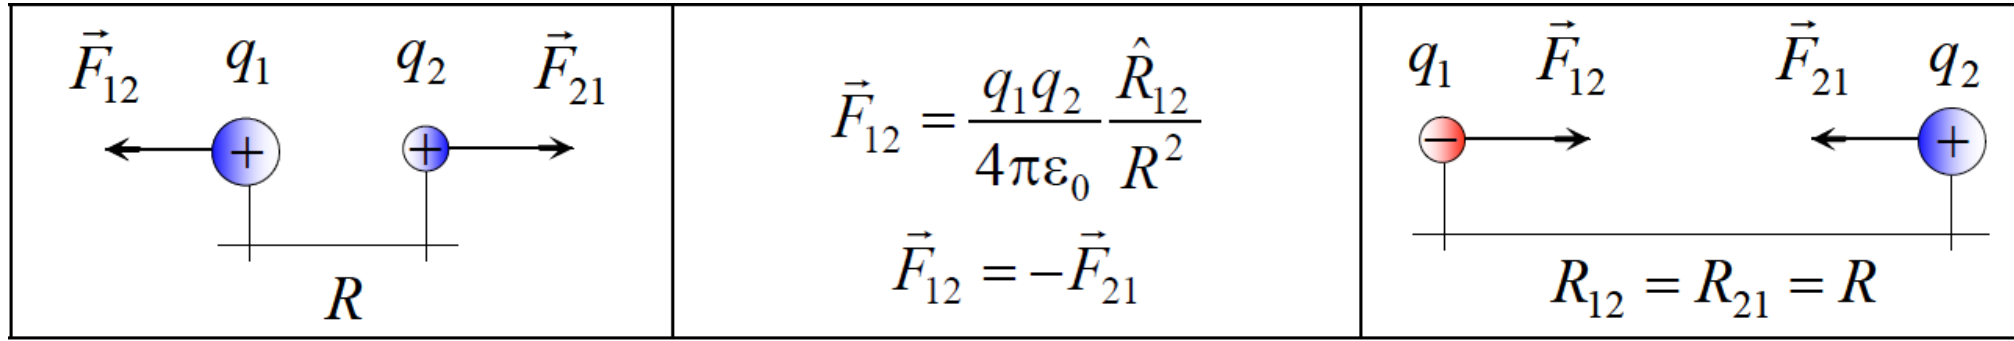 F⃗₁₂ q₁ q₂ F⃗₂₁
+ +
R
F⃗₁₂ = q₁q₂/4πε₀ R̂₁₂/R²
F⃗₁₂ = −F⃗₂₁
q₁ F⃗₁₂ F⃗₂₁ q₂
− +
R₁₂ = R₂₁ = R